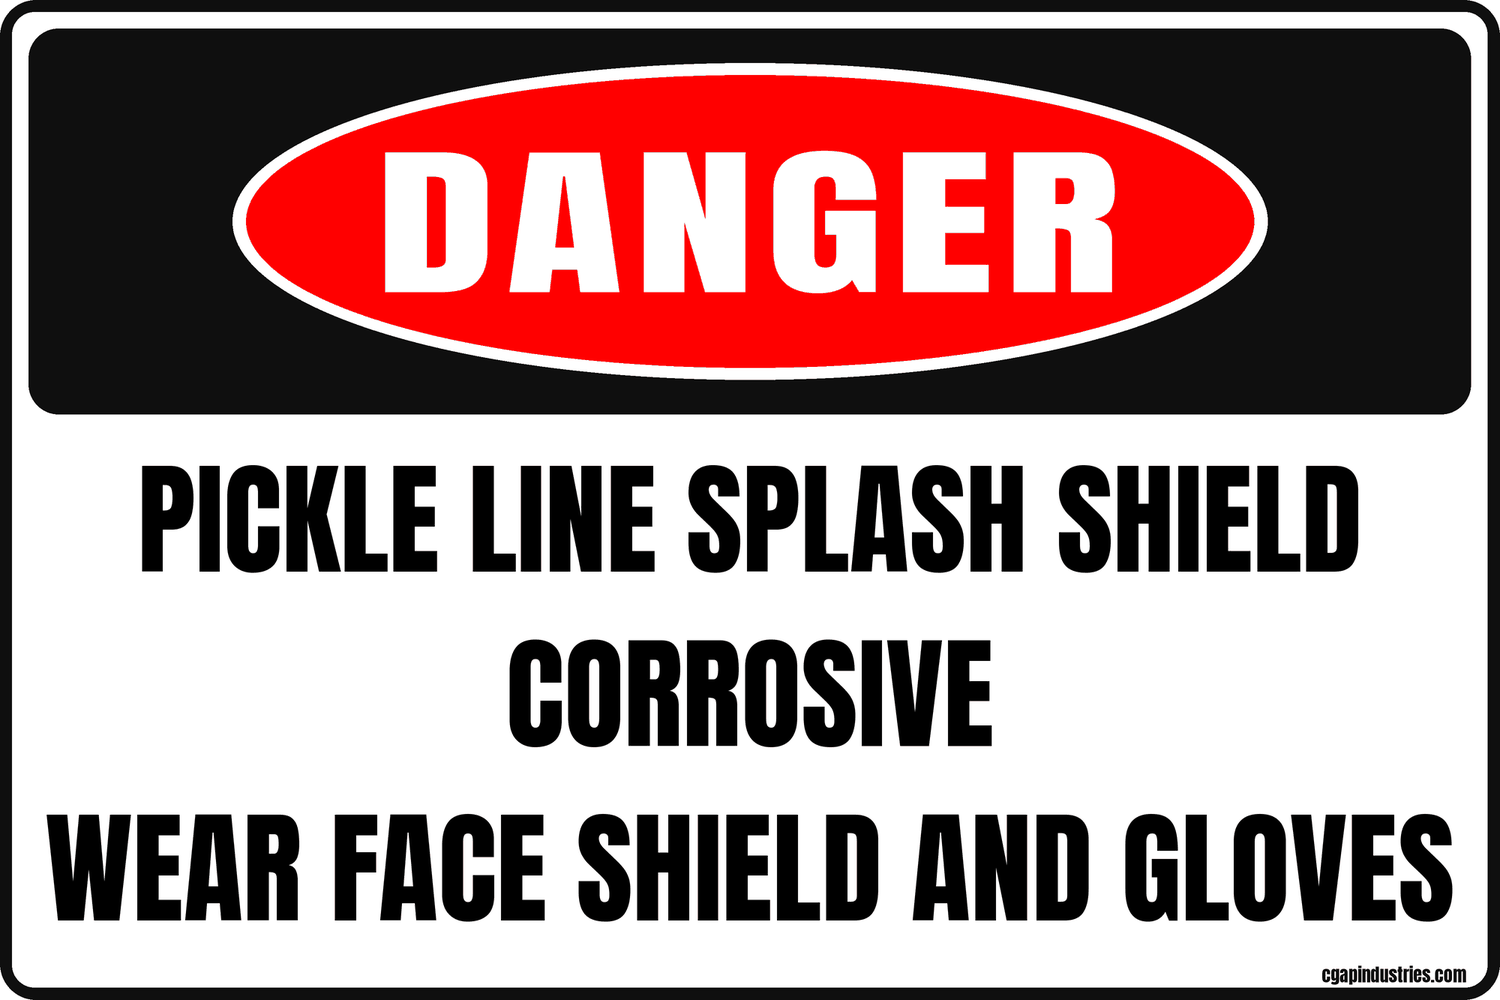 DANGER
PICKLE LINE SPLASH SHIELD
CORROSIVE
WEAR FACE SHIELD AND GLOVES
cgapindustries.com